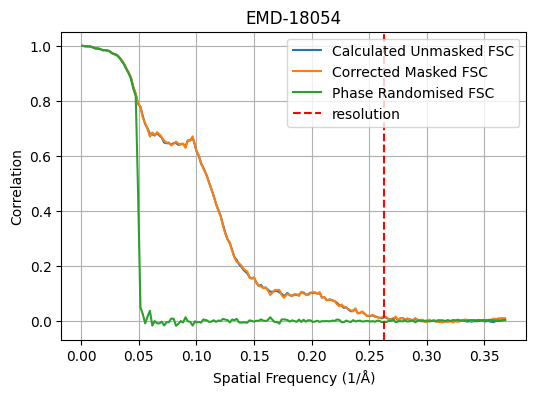 EMD-18054
Calculated Unmasked FSC
Corrected Masked FSC
Phase Randomised FSC
resolution
Correlation
1.0
0.8
0.6
0.4
0.2
0.0
0.00 0.05 0.10 0.15 0.20 0.25 0.30 0.35
Spatial Frequency (1/Å)